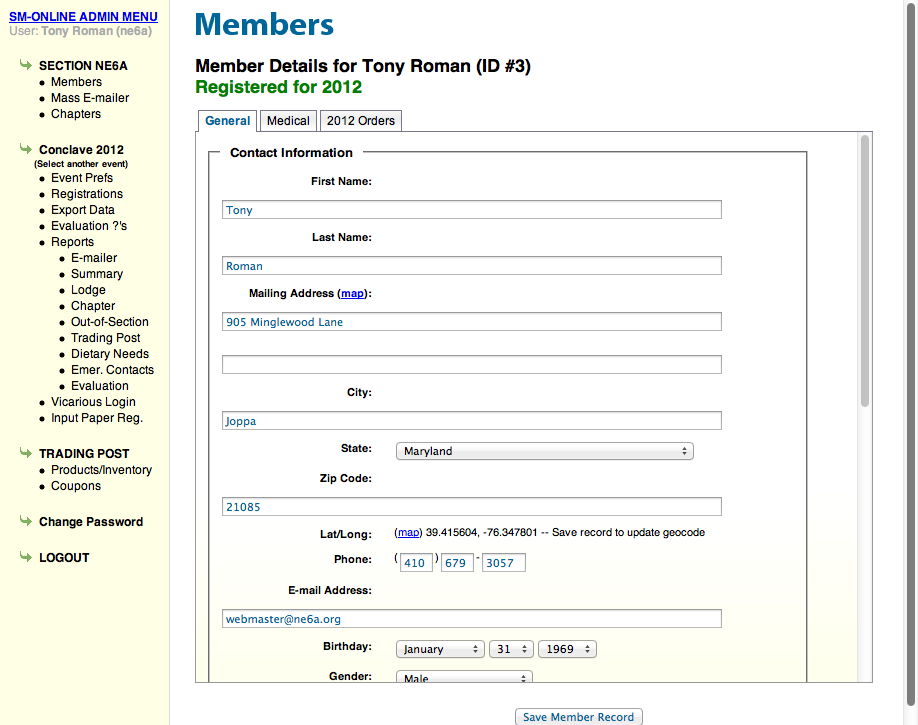 SM-ONLINE ADMIN MENU
User: Tony Roman (ne6a)
SECTION NE6A
Members
Mass E-mailer
Chapters
Conclave 2012
(Select another event)
Event Prefs
Registrations
Export Data
Evaluation ?'s
Reports
E-mailer
Summary
Lodge
Chapter
Out-of-Section
Trading Post
Dietary Needs
Emer. Contacts
Evaluation
Vicarious Login
Input Paper Reg.
TRADING POST
Products/Inventory
Coupons
Change Password
LOGOUT
Members
Member Details for Tony Roman (ID #3)
Registered for 2012
General Medical 2012 Orders
Contact Information
First Name:
Tony
Last Name:
Roman
Mailing Address (map):
905 Minglewood Lane
City:
Joppa
State: Maryland
Zip Code:
21085
Lat/Long: (map) 39.415604, -76.347801 -- Save record to update geocode
Phone: (410) 679 - 3057
E-mail Address:
webmaster@ne6a.org
Birthday: January 31 1969
Gender: Male
Save Member Record